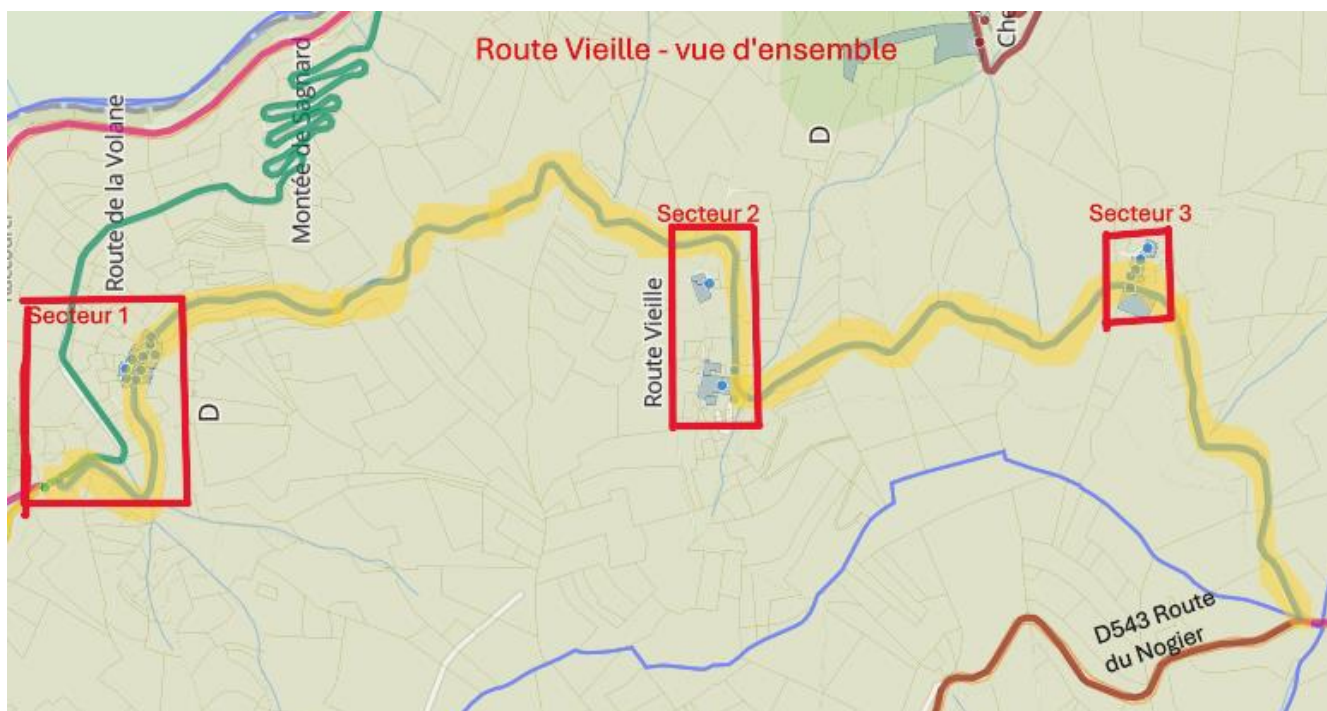 Route Vieille - vue d'ensemble
Che
D
Route de la Volane
Montée de Sagnard
Secteur 1
D
Route Vieille
Secteur 2
Secteur 3
D543 Route
du Nogier